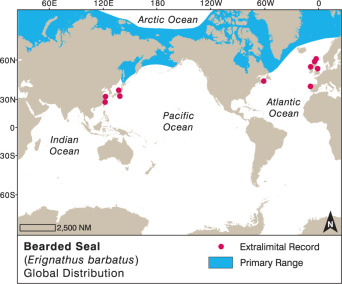 60E 120E 180 120W 60W 0
Arctic Ocean
60N
30N
0
30S
60S
Pacific
Ocean
Atlantic
Ocean
Indian
Ocean
2,500 NM
N
Bearded Seal
(Erignathus barbatus)
Global Distribution
Extralimital Record
Primary Range